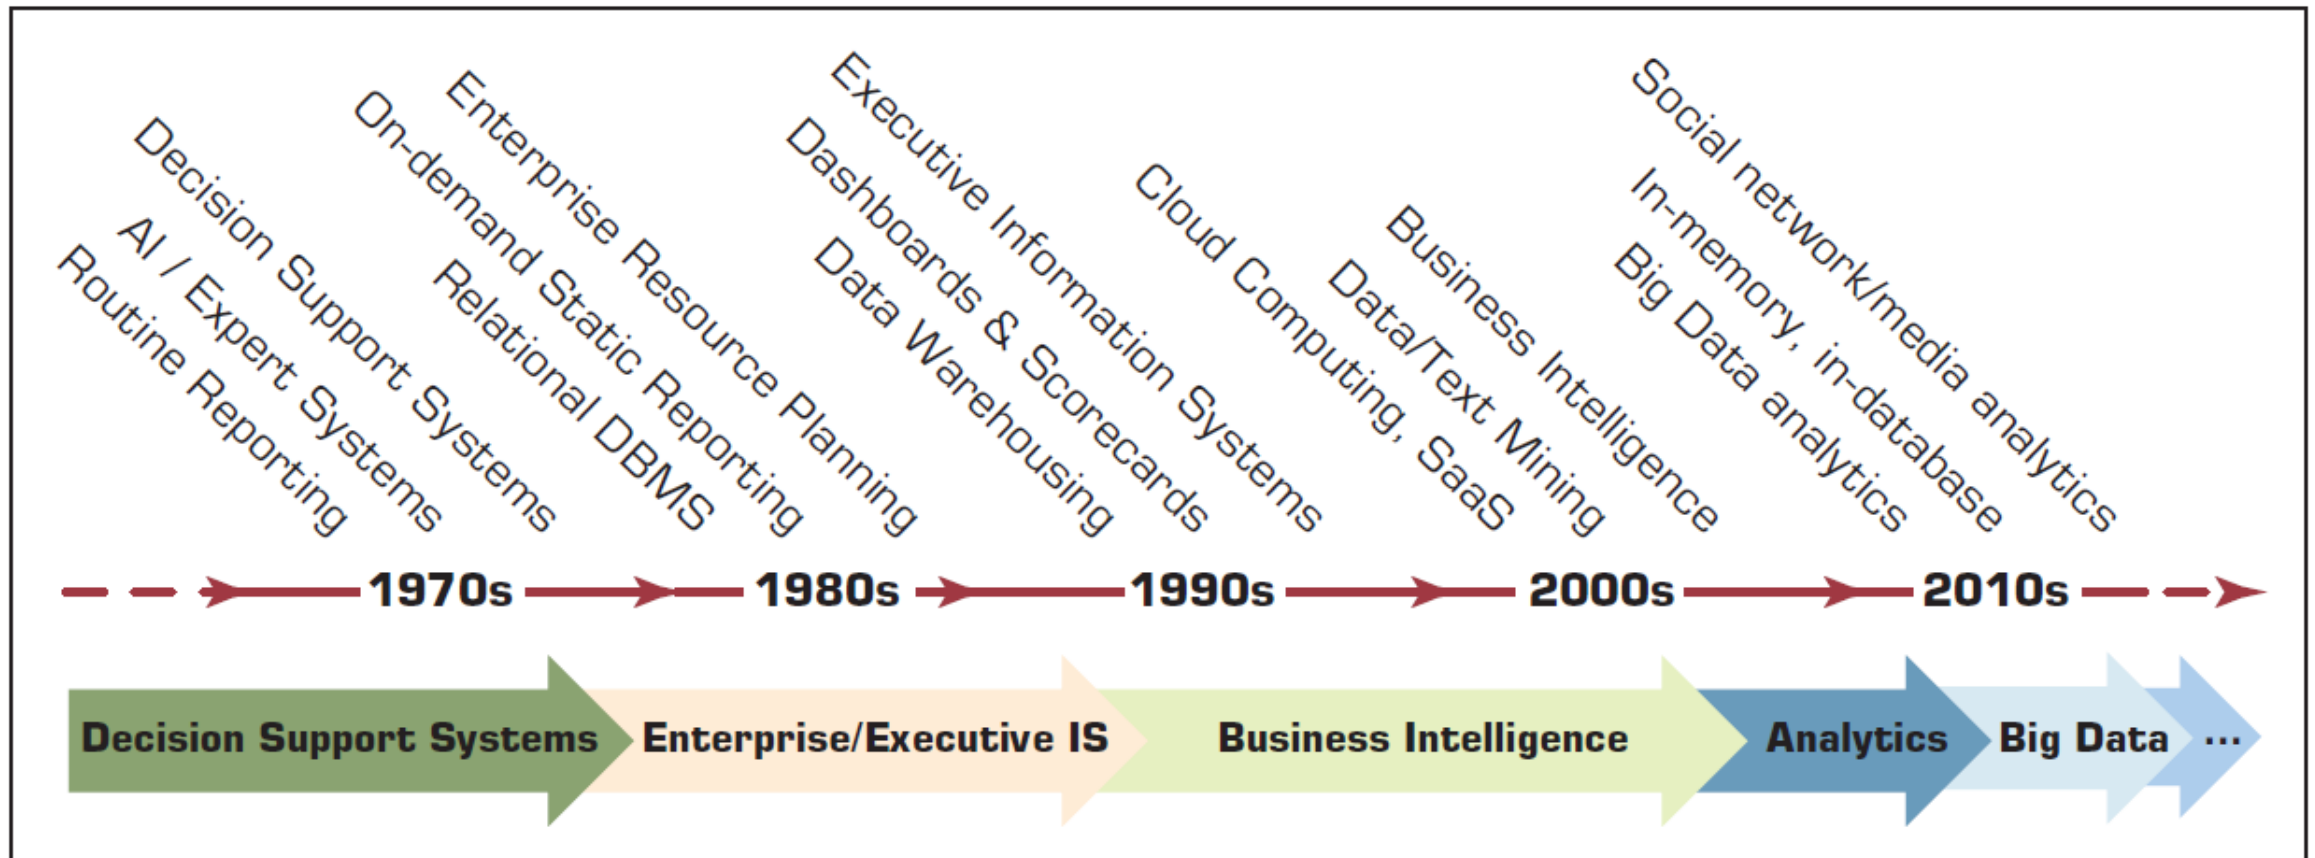 Routine Reporting
AI / Expert Systems
Decision Support Systems
Relational DBMS
On-demand Static Reporting
Enterprise Resource Planning
Data Warehousing
Dashboards & Scorecards
Executive Information Systems
Cloud Computing, SaaS
Data/Text Mining
Business Intelligence
Big Data analytics
In-memory, in-database
Social network/media analytics
1970s
1980s
1990s
2000s
2010s
Decision Support Systems
Enterprise/Executive IS
Business Intelligence
Analytics
Big Data
...